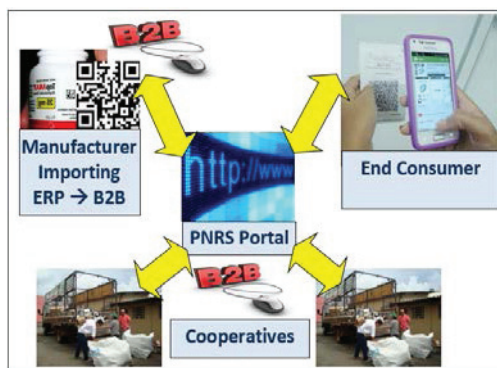 B2B
Manufacturer
Importing
ERP → B2B
http://www
End Consumer
PNRS Portal
B2B
Cooperatives